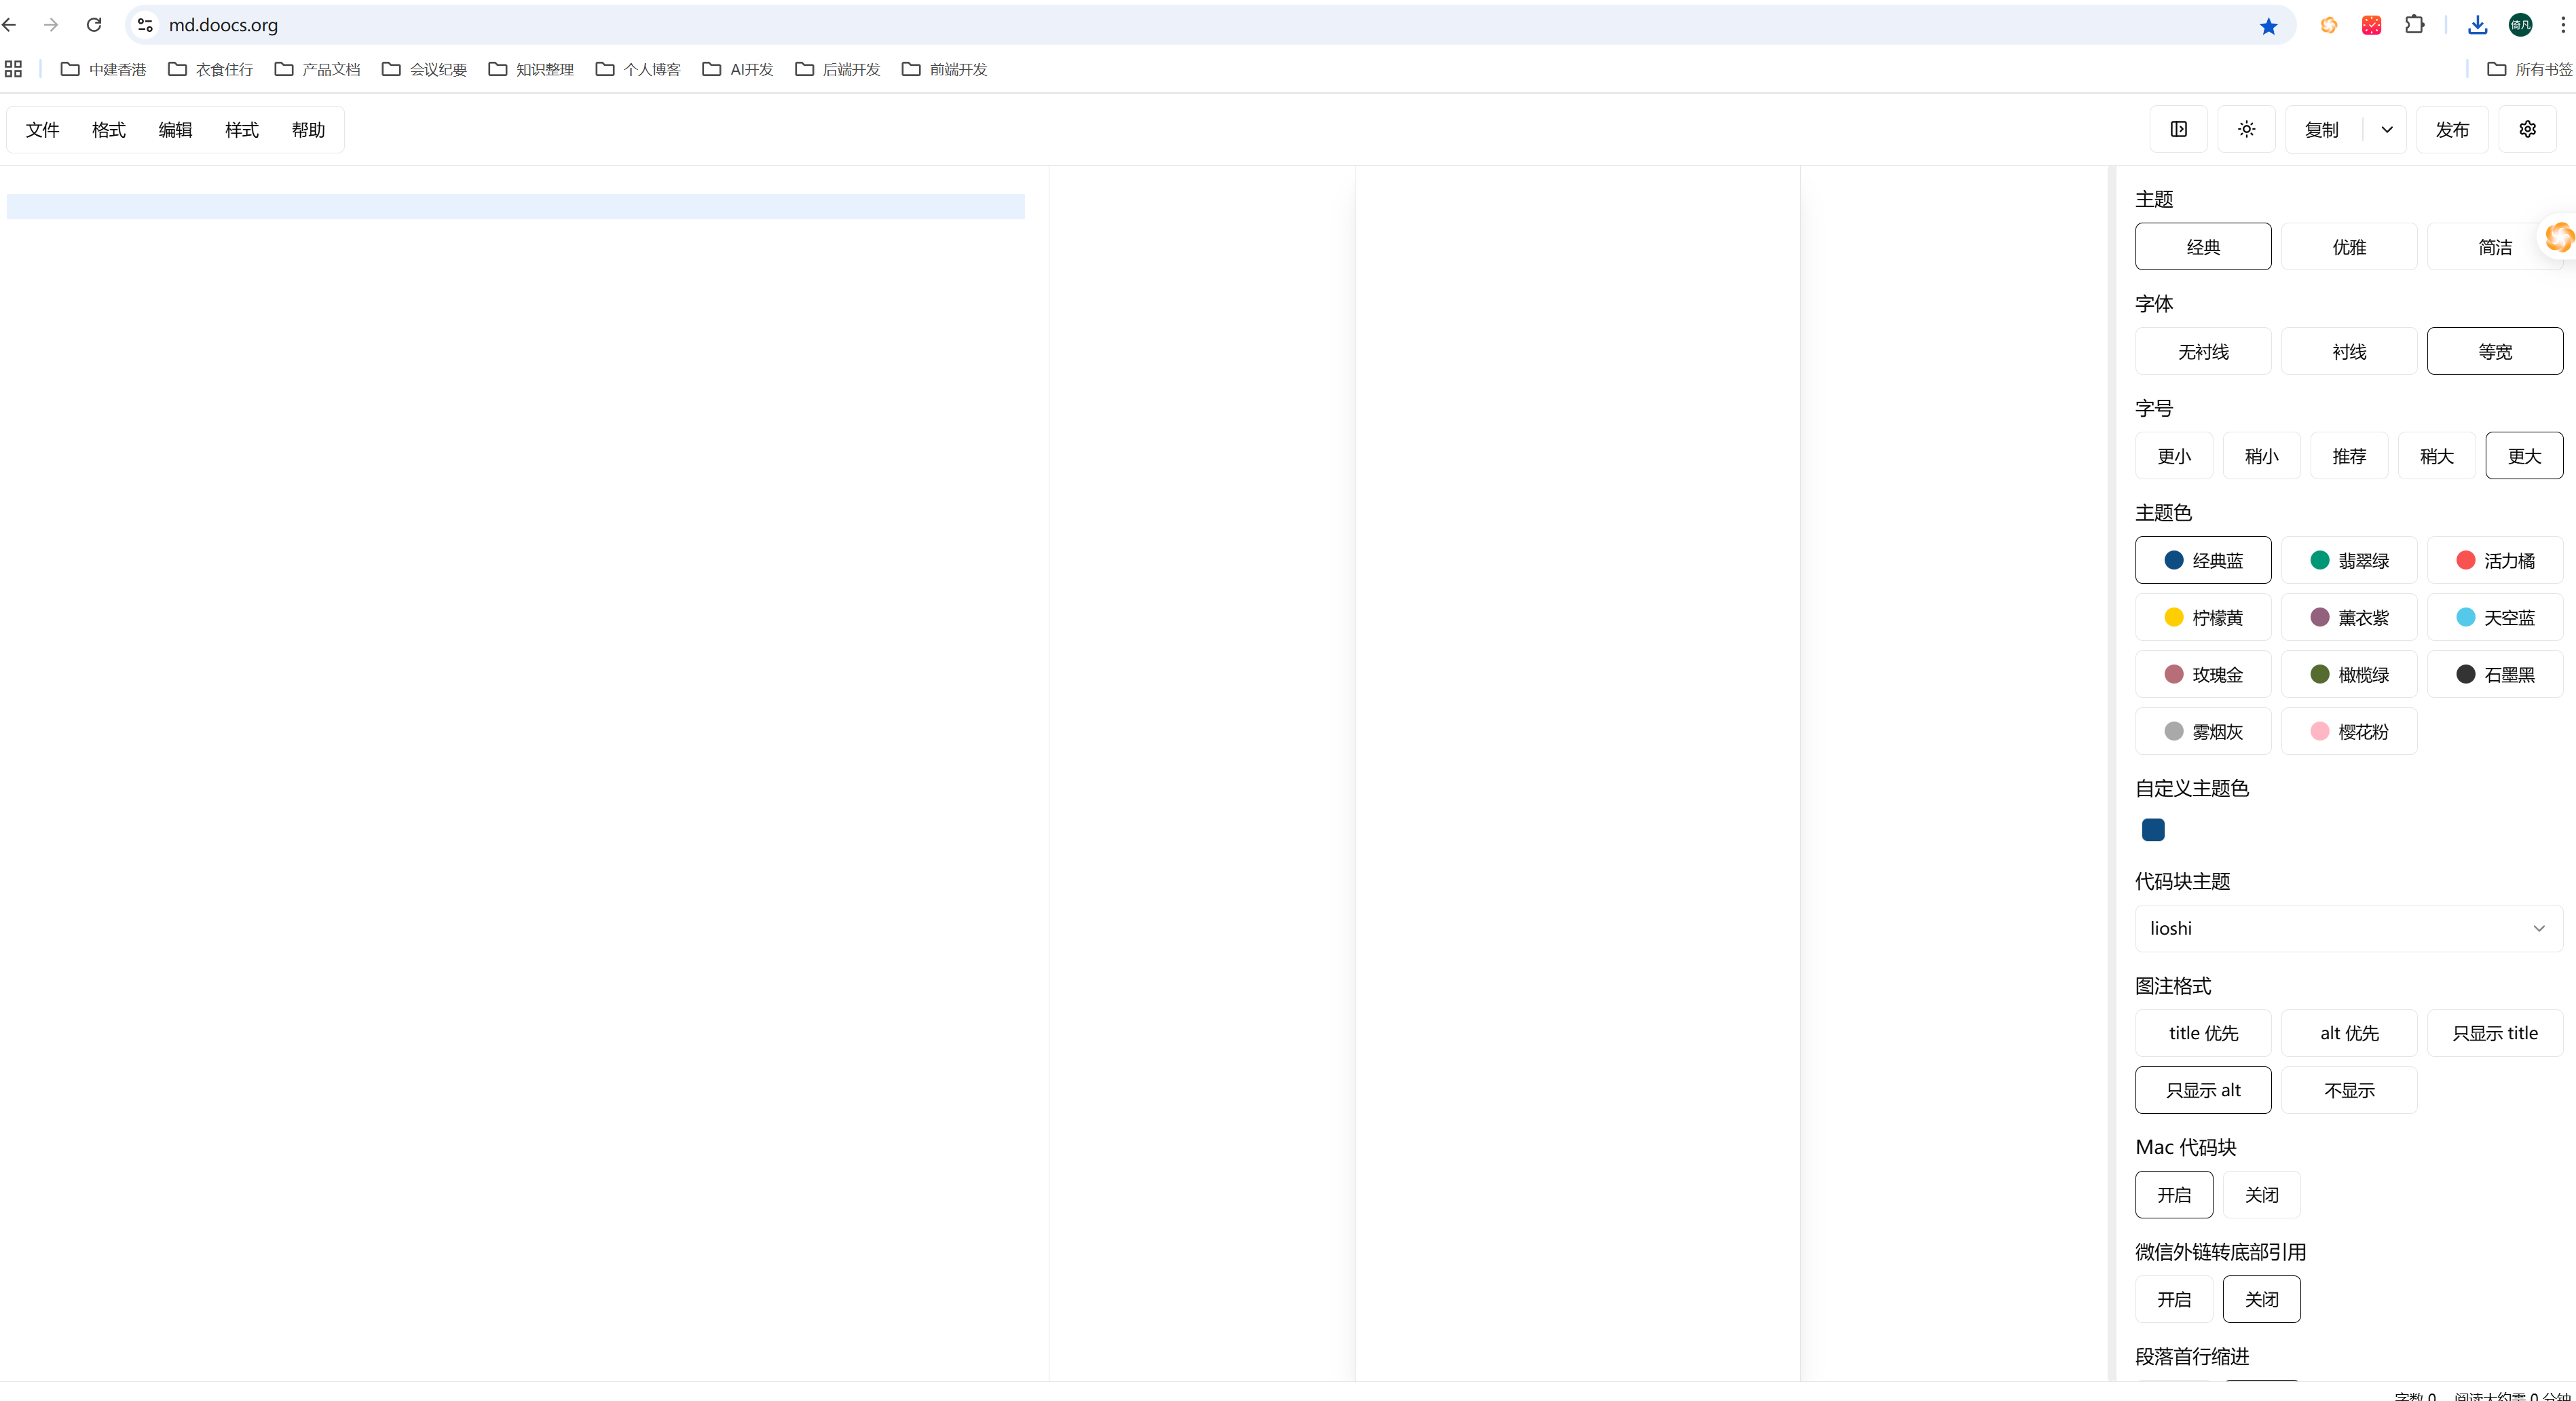 md.doocs.org
倚凡
中建香港 衣食住行 产品文档 会议纪要 知识整理 个人博客 AI开发 后端开发 前端开发 所有书签
文件 格式 编辑 样式 帮助 复制 发布
主题
经典 优雅 简洁
字体
无衬线 衬线 等宽
字号
更小 稍小 推荐 稍大 更大
主题色
经典蓝 翡翠绿 活力橘
柠檬黄 薰衣紫 天空蓝
玫瑰金 橄榄绿 石墨黑
雾烟灰 樱花粉
自定义主题色
代码块主题
lioshi
图注格式
title 优先 alt 优先 只显示 title
只显示 alt 不显示
Mac 代码块
开启 关闭
微信外链转底部引用
开启 关闭
段落首行缩进
字数 0 阅读大约需 0 分钟